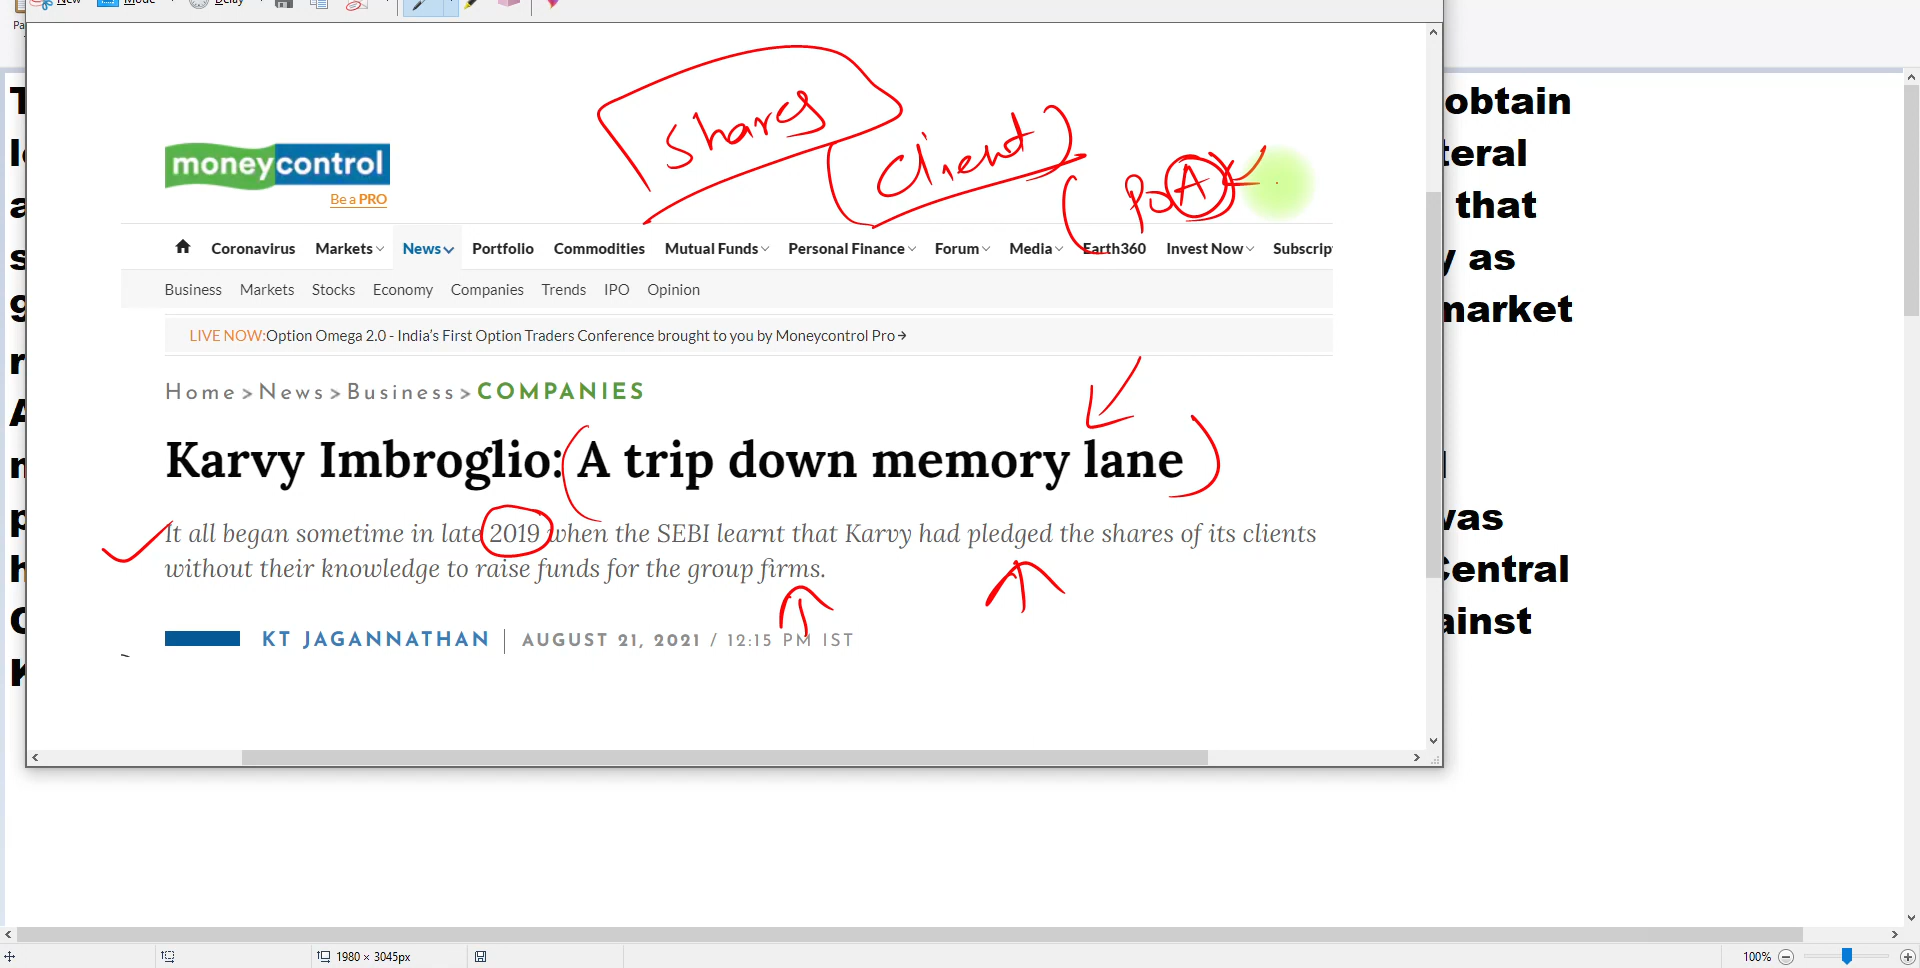 New Mode Delay
Shares
Client
POA
moneycontrol
Be a PRO
Coronavirus Markets News Portfolio Commodities Mutual Funds Personal Finance Forum Media Earth360 Invest Now Subscrip
Business Markets Stocks Economy Companies Trends IPO Opinion
LIVE NOW:Option Omega 2.0 - India's First Option Traders Conference brought to you by Moneycontrol Pro→
Home > News > Business > COMPANIES
Karvy Imbroglio: A trip down memory lane
It all began sometime in late 2019 when the SEBI learnt that Karvy had pledged the shares of its clients
without their knowledge to raise funds for the group firms.
KT JAGANNATHAN | AUGUST 21, 2021 / 12:15 PM IST
obtain
teral
that
y as
market
vas
Central
ainst
1980 × 3045px
100%